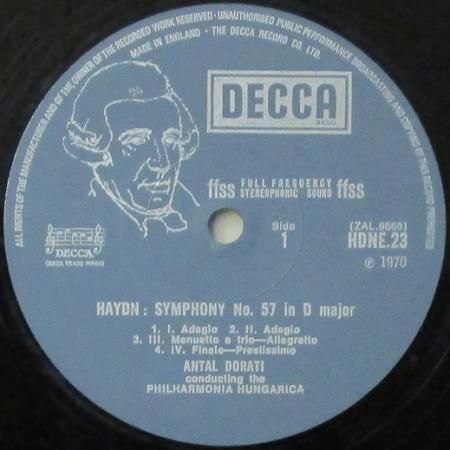 ALL RIGHTS OF THE MANUFACTURER AND OF THE OWNER OF THE RECORDED WORK RESERVED · UNAUTHORISED PUBLIC PERFORMANCE BROADCASTING AND COPYING OF THIS RECORD PROHIBITED
MADE IN ENGLAND · THE DECCA RECORD CO. LTD.
DECCA
ffss FULL FREQUENCY STEREOPHONIC SOUND ffss
DECCA
Side
1
(ZAL.9668)
HDNE.23
℗ 1970
HAYDN : SYMPHONY No. 57 in D major
1. I. Adagio 2. II. Adagio
3. III. Menuetto e trio—Allegretto
4. IV. Finale—Prestissimo
ANTAL DORATI
conducting the
PHILHARMONIA HUNGARICA